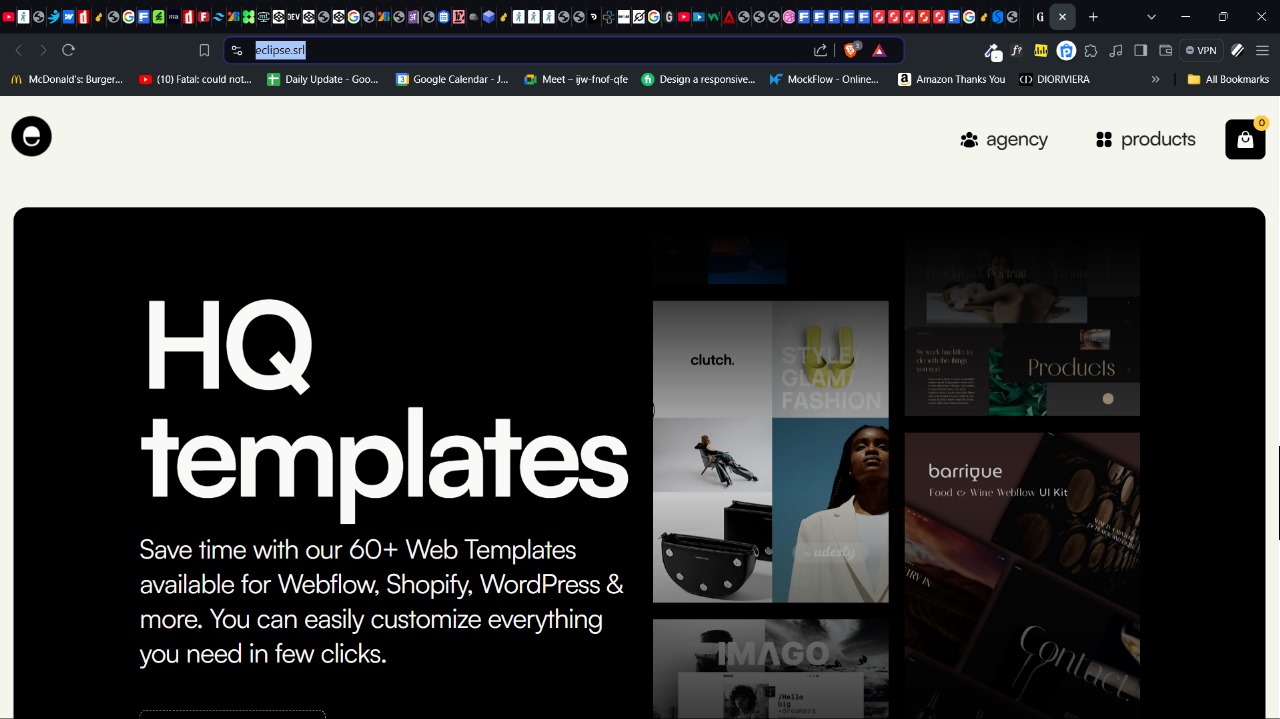 eclipse.srl
3
VPN
McDonald's: Burger...
(10) Fatal: could not...
Daily Update - Goo...
Google Calendar - J...
Meet – ijw-fnof-qfe
Design a responsive...
MockFlow - Online...
Amazon Thank You
DIORIVIERA
All Bookmarks
e
agency
products
0
HQ
templates
Save time with our 60+ Web Templates
available for Webflow, Shopify, WordPress &
more. You can easily customize everything
you need in few clicks.
clutch.
STYLE
GLAM/
FASHION
by udesly
IMAGO
/Hello
big
-dreamers
Products
barrique
Food & Wine Webflow UI Kit
Contact